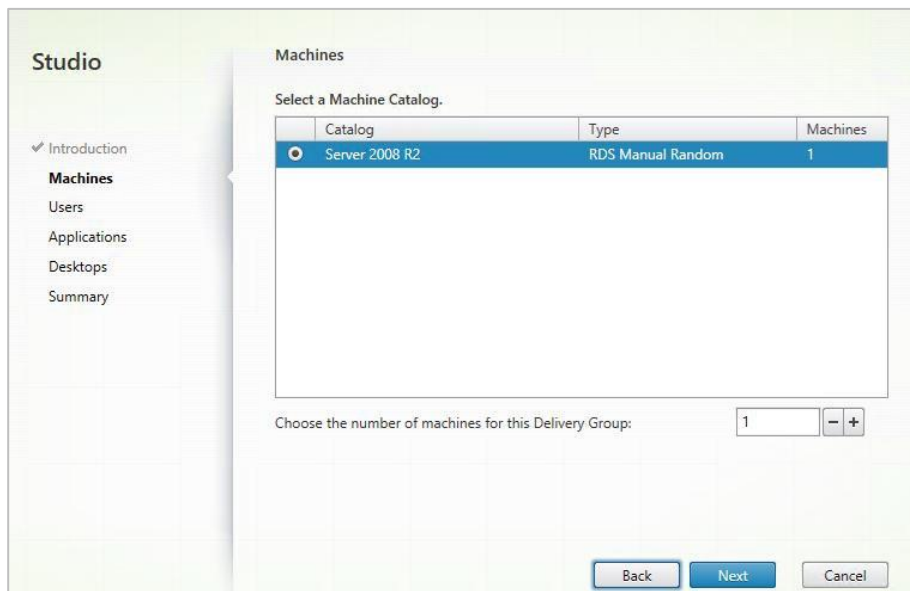 Studio
Introduction
Machines
Users
Applications
Desktops
Summary
Machines
Select a Machine Catalog.
Catalog Type Machines
Server 2008 R2 RDS Manual Random 1
Choose the number of machines for this Delivery Group: 1 − +
Back Next Cancel